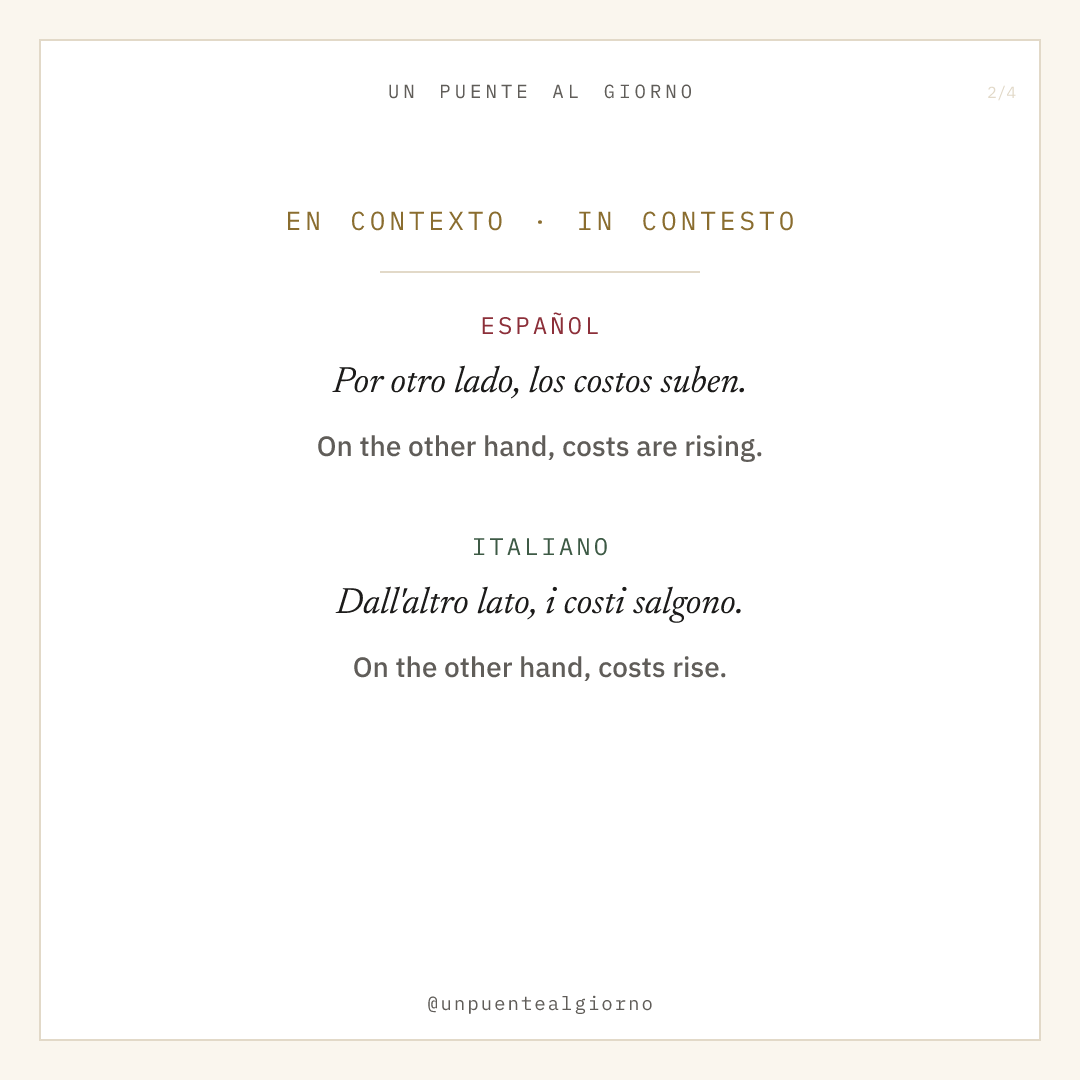 UN PUENTE AL GIORNO
2/4
EN CONTEXTO · IN CONTESTO
ESPAÑOL
Por otro lado, los costos suben.
On the other hand, costs are rising.
ITALIANO
Dall'altro lato, i costi salgono.
On the other hand, costs rise.
@unpuentealgiorno